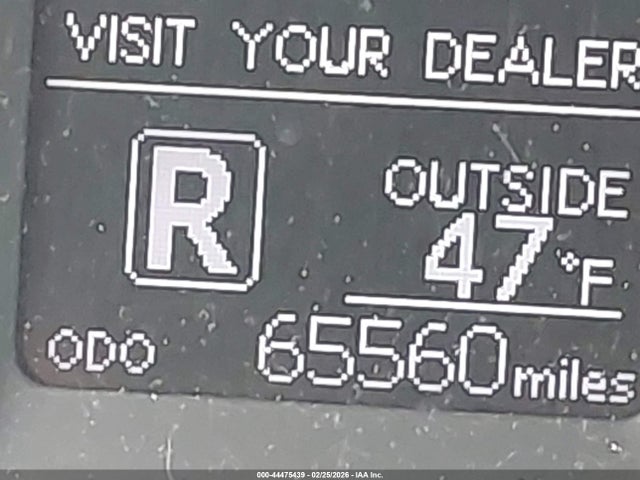 VISIT YOUR DEALER
R
OUTSIDE
47°F
ODO 65560 miles
000-44475439 - 02/25/2026 - IAA Inc.